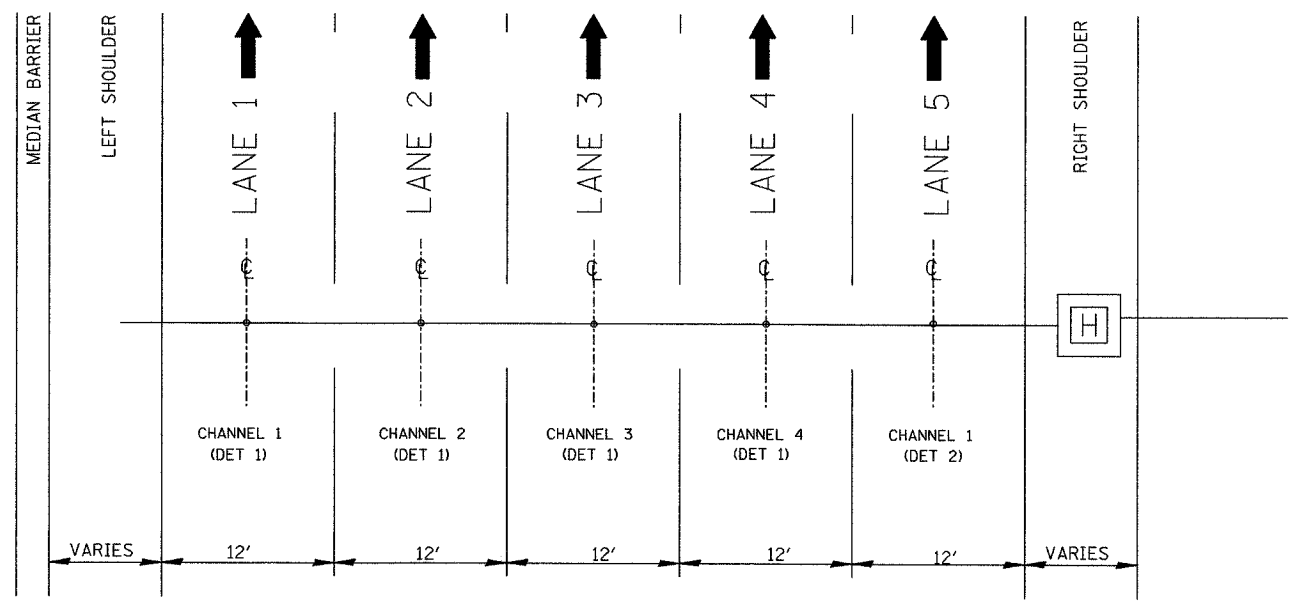 MEDIAN BARRIER
LEFT SHOULDER
LANE 1
LANE 2
LANE 3
LANE 4
LANE 5
RIGHT SHOULDER
℄
℄
℄
℄
℄
H
CHANNEL 1
(DET 1)
CHANNEL 2
(DET 1)
CHANNEL 3
(DET 1)
CHANNEL 4
(DET 1)
CHANNEL 1
(DET 2)
VARIES
12'
12'
12'
12'
12'
VARIES